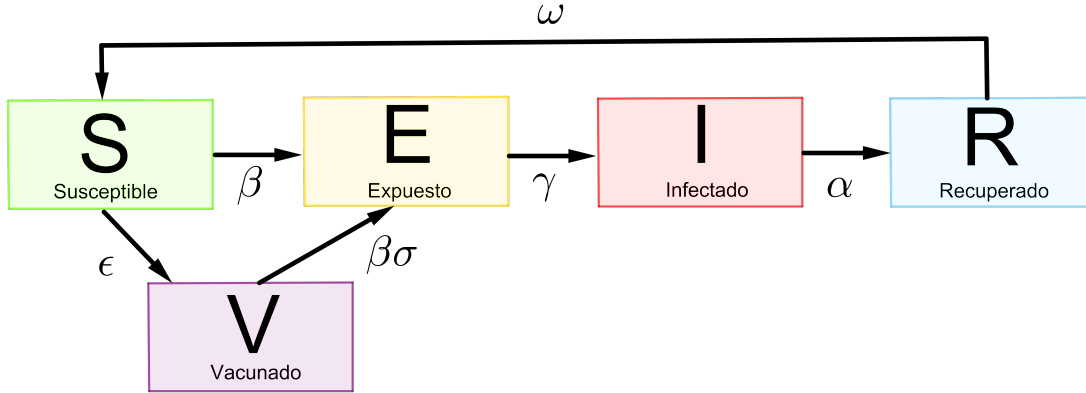 ω
S
Susceptible
β
E
Expuesto
γ
I
Infectado
α
R
Recuperado
ϵ
βσ
V
Vacunado